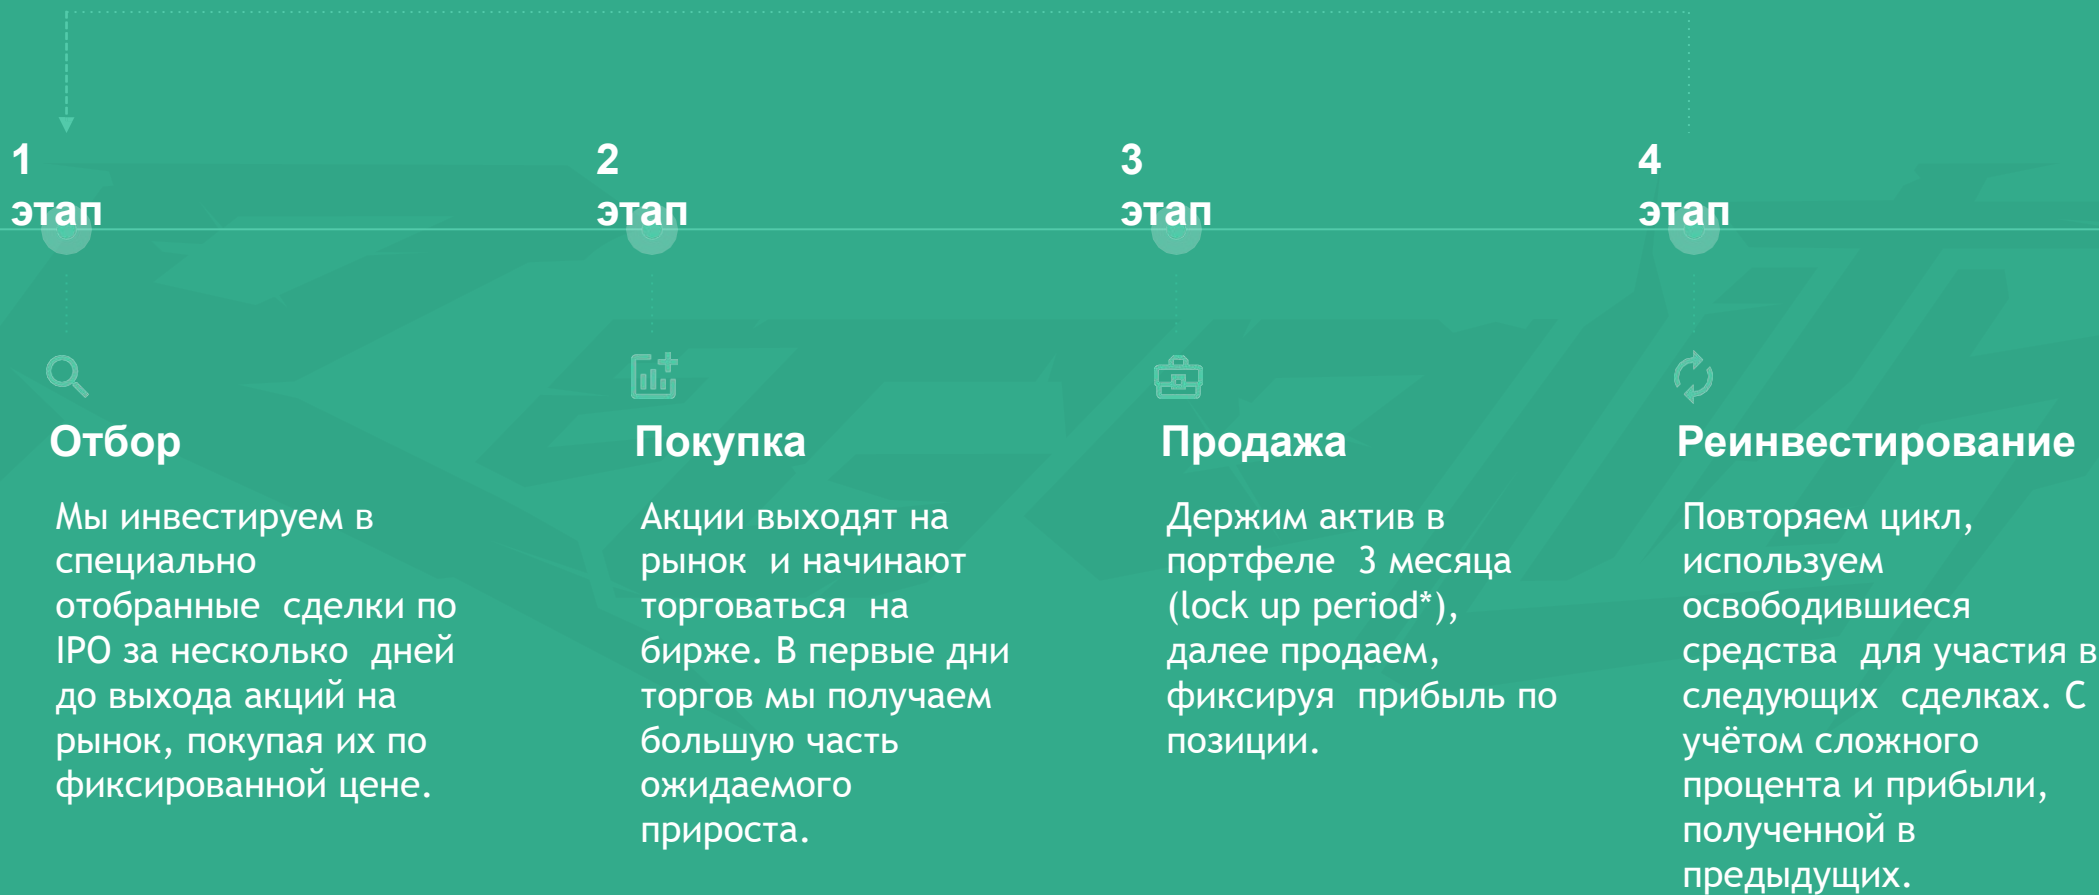 1
этап
2
этап
3
этап
4
этап
Отбор
Мы инвестируем в
специально
отобранные сделки по
IPO за несколько дней
до выхода акций на
рынок, покупая их по
фиксированной цене.
Покупка
Акции выходят на
рынок и начинают
торговаться на
бирже. В первые дни
торгов мы получаем
большую часть
ожидаемого
прироста.
Продажа
Держим актив в
портфеле 3 месяца
(lock up period*),
далее продаем,
фиксируя прибыль по
позиции.
Реинвестирование
Повторяем цикл,
используем
освободившиеся
средства для участия в
следующих сделках. С
учётом сложного
процента и прибыли,
полученной в
предыдущих.